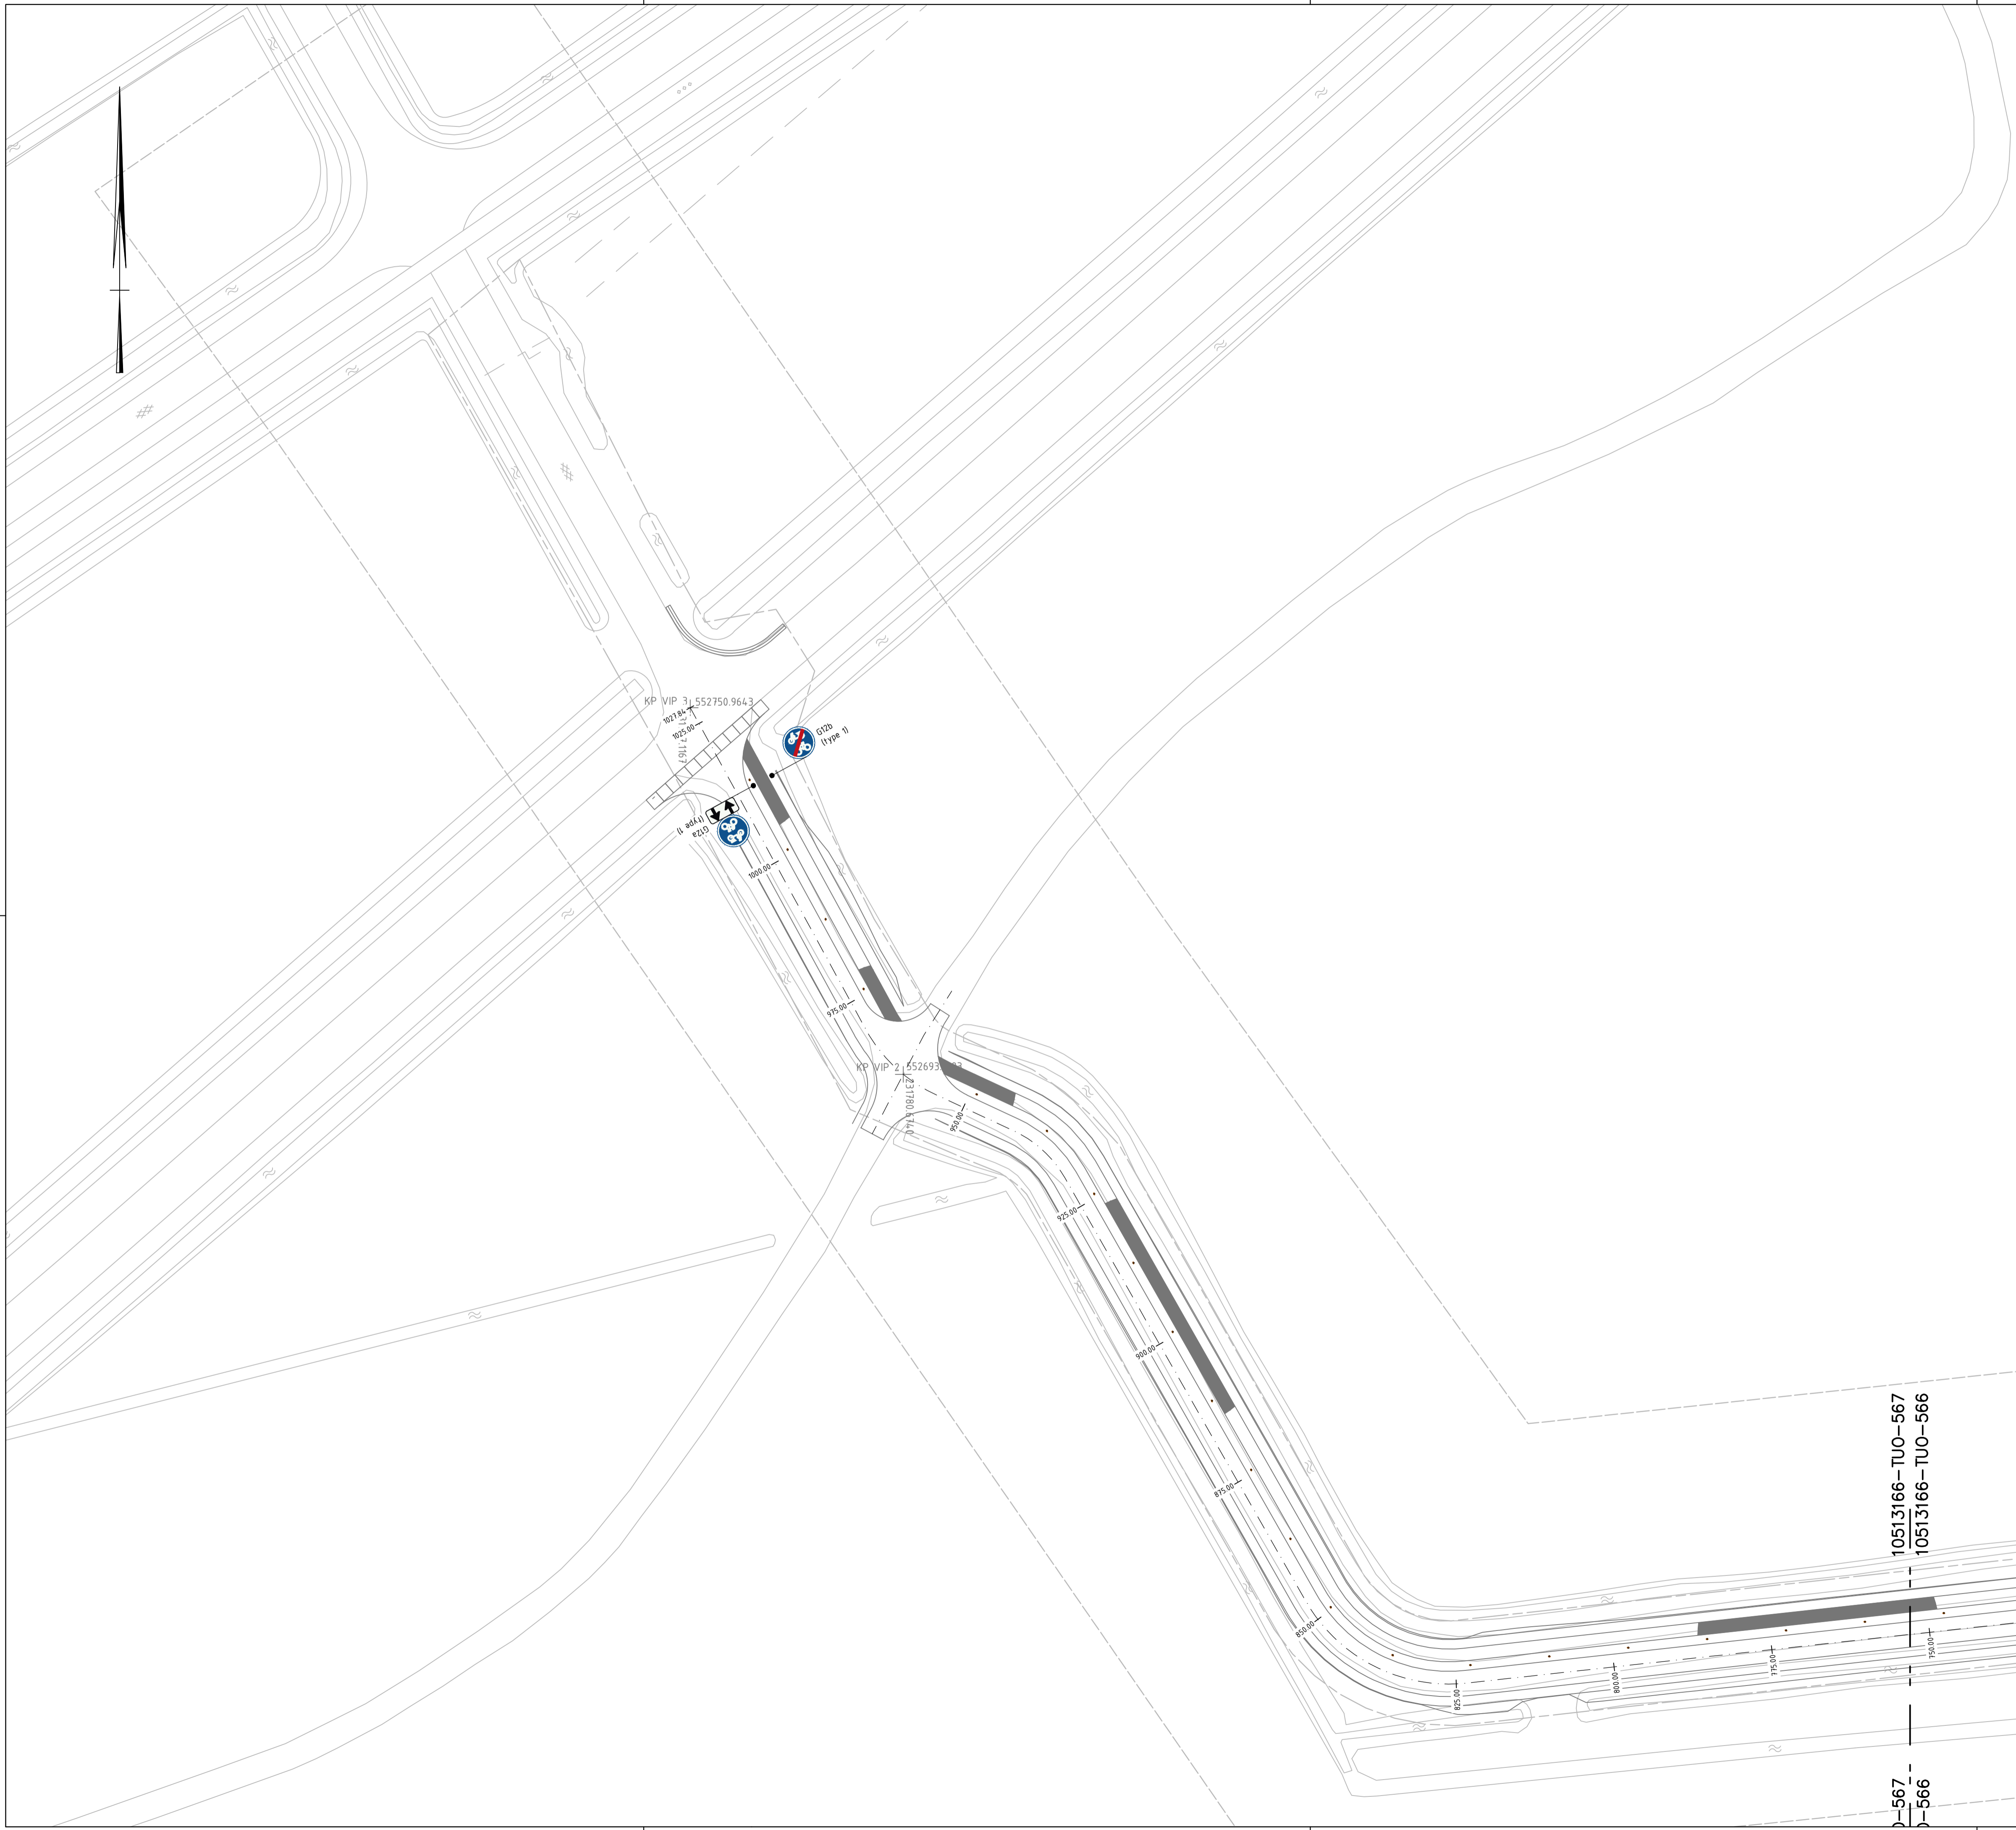 KP VIP 3 552750.9643
1027.84
1025.00
G12b
(type 1)
G12a
(type 1)
1000.00
975.00
KP VIP 2
231780.6740
950.00
925.00
900.00
875.00
850.00
825.00
800.00
775.00
750.00
10513166-TUO-567
10513166-TUO-566